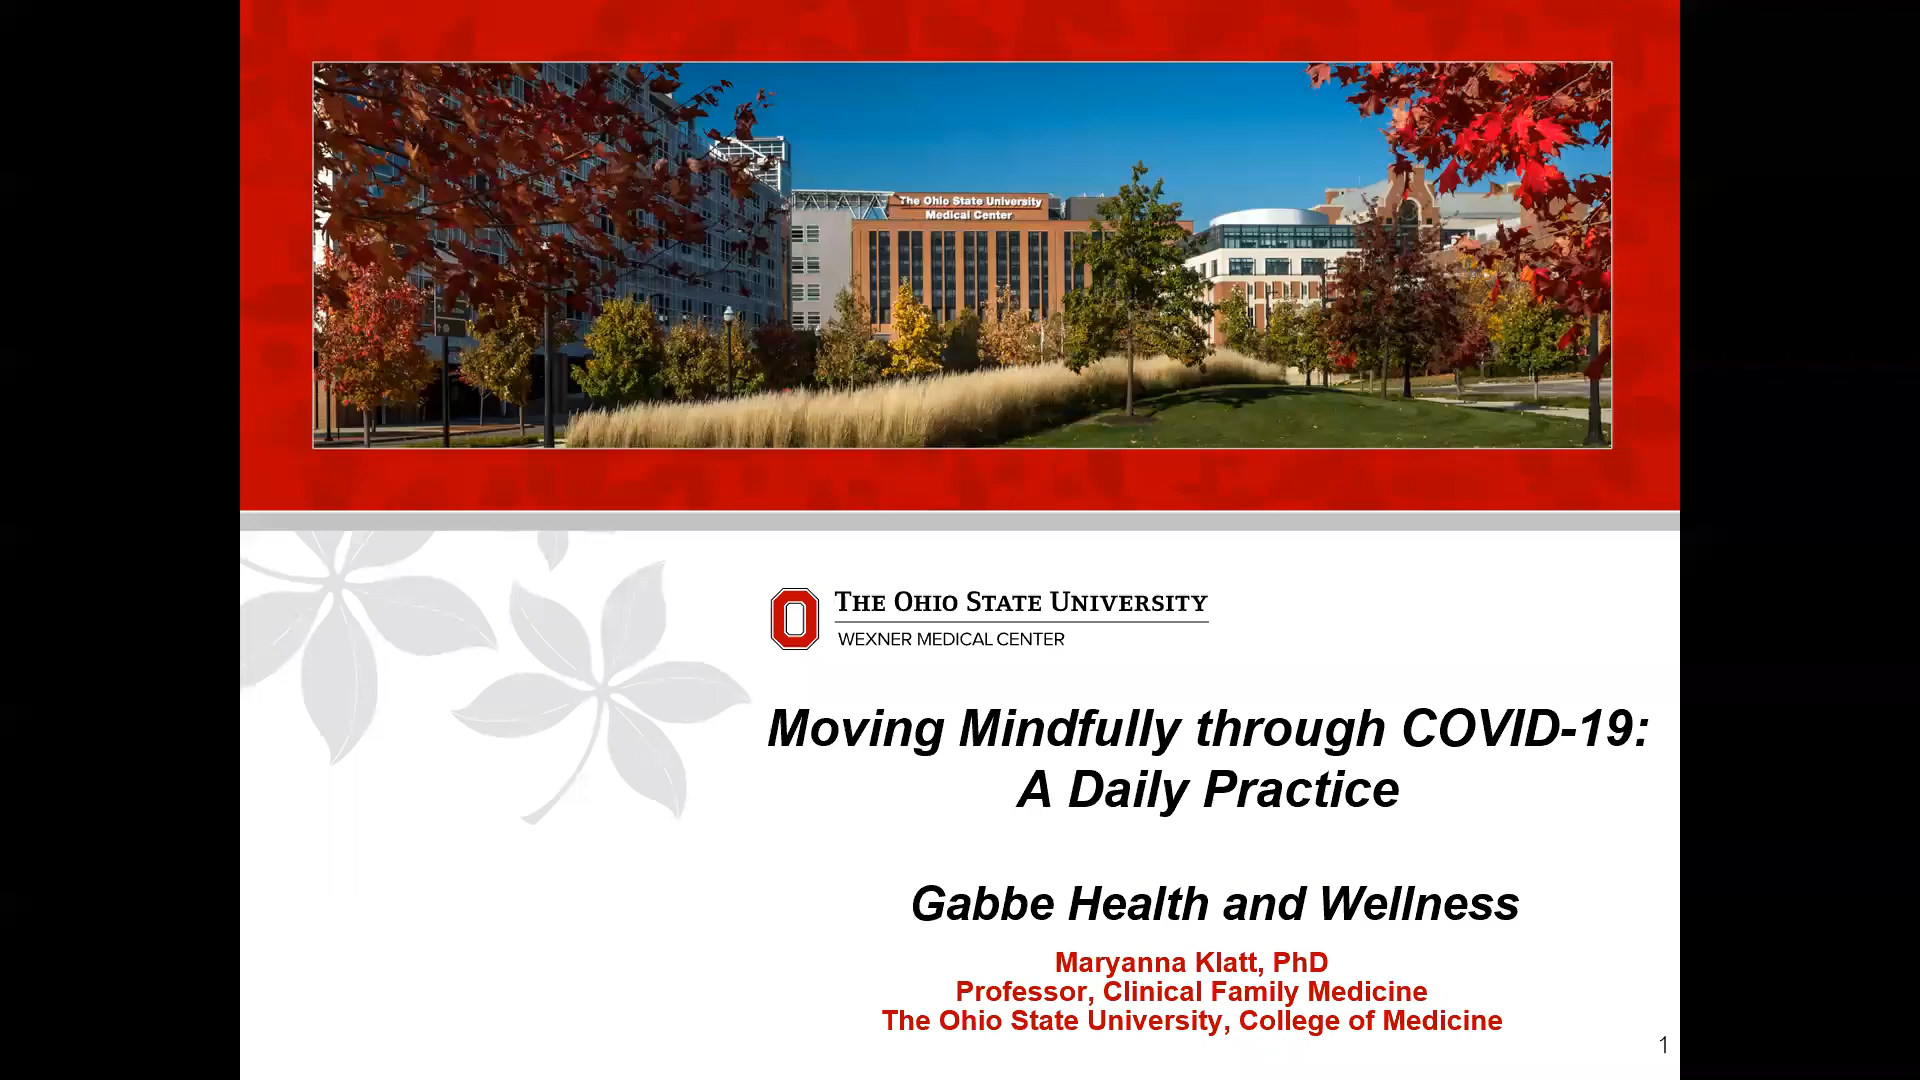 The Ohio State University
Medical Center
THE OHIO STATE UNIVERSITY
WEXNER MEDICAL CENTER
Moving Mindfully through COVID-19:
A Daily Practice
Gabbe Health and Wellness
Maryanna Klatt, PhD
Professor, Clinical Family Medicine
The Ohio State University, College of Medicine
1